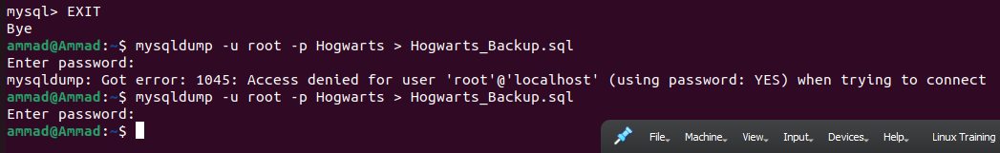 mysql> EXIT
Bye
ammad@Ammad:~$ mysqldump -u root -p Hogwarts > Hogwarts_Backup.sql
Enter password:
mysqldump: Got error: 1045: Access denied for user 'root'@'localhost' (using password: YES) when trying to connect
ammad@Ammad:~$ mysqldump -u root -p Hogwarts > Hogwarts_Backup.sql
Enter password:
ammad@Ammad:~$
File Machine View Input Devices Help Linux Training